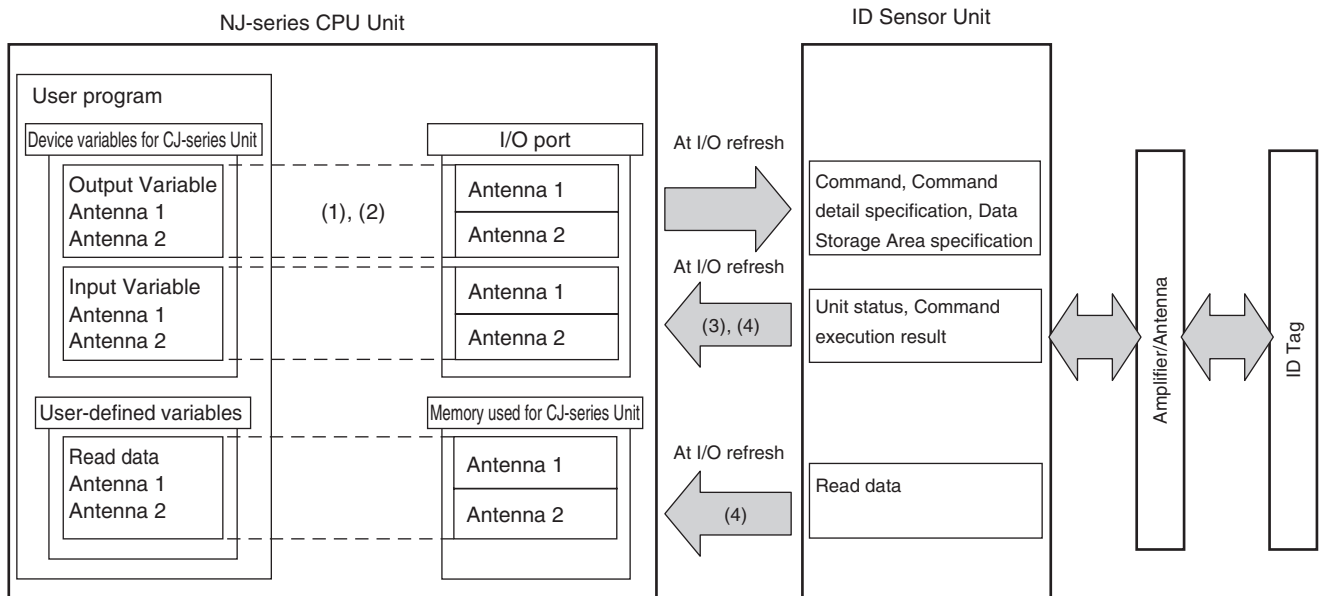 NJ-series CPU Unit
ID Sensor Unit
User program
Device variables for CJ-series Unit
Output Variable
Antenna 1
Antenna 2
Input Variable
Antenna 1
Antenna 2
(1), (2)
I/O port
Antenna 1
Antenna 2
Antenna 1
Antenna 2
At I/O refresh
At I/O refresh
(3), (4)
Command, Command
detail specification, Data
Storage Area specification
Unit status, Command
execution result
User-defined variables
Read data
Antenna 1
Antenna 2
Memory used for CJ-series Unit
Antenna 1
Antenna 2
At I/O refresh
(4)
Read data
Amplifier/Antenna
ID Tag